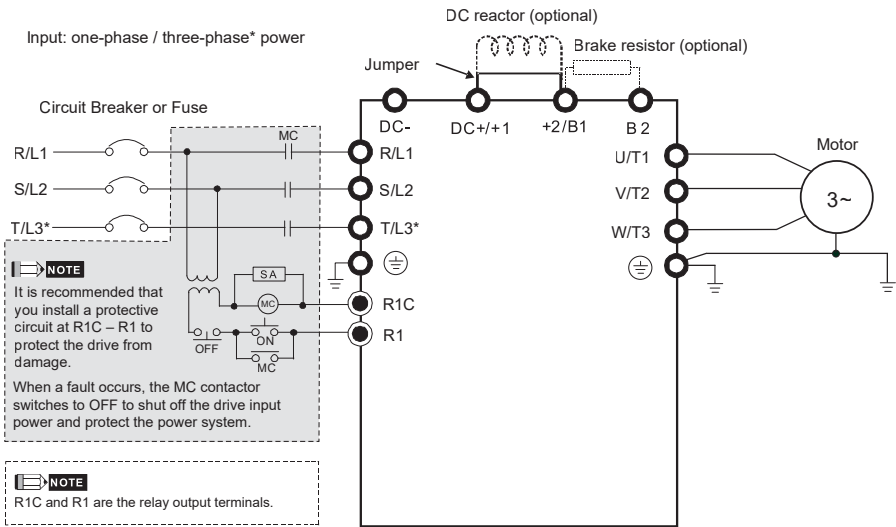 DC reactor (optional)
Input: one-phase / three-phase* power
Brake resistor (optional)
Jumper
Circuit Breaker or Fuse
DC-
DC+/+1
+2/B1
B2
MC
R/L1
R/L1
U/T1
Motor
S/L2
S/L2
V/T2
3~
T/L3*
T/L3*
W/T3
NOTE
It is recommended that
you install a protective
circuit at R1C – R1 to
protect the drive from
damage.
When a fault occurs, the MC contactor
switches to OFF to shut off the drive input
power and protect the power system.
SA
MC
R1C
OFF
ON
R1
MC
NOTE
R1C and R1 are the relay output terminals.